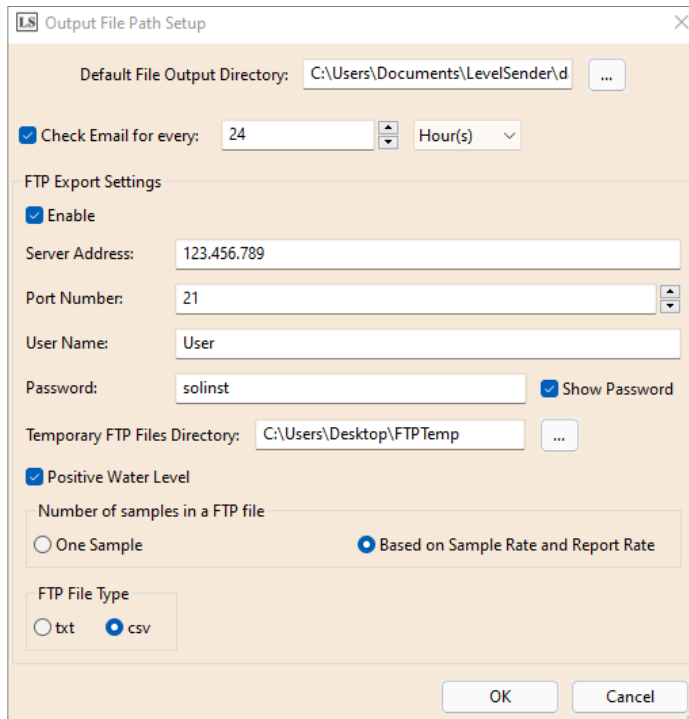 LS Output File Path Setup
Default File Output Directory: C:\Users\Documents\LevelSender\d ...
Check Email for every: 24 Hour(s)
FTP Export Settings
Enable
Server Address: 123.456.789
Port Number: 21
User Name: User
Password: solinst Show Password
Temporary FTP Files Directory: C:\Users\Desktop\FTPTemp ...
Positive Water Level
Number of samples in a FTP file
One Sample Based on Sample Rate and Report Rate
FTP File Type
txt csv
OK Cancel